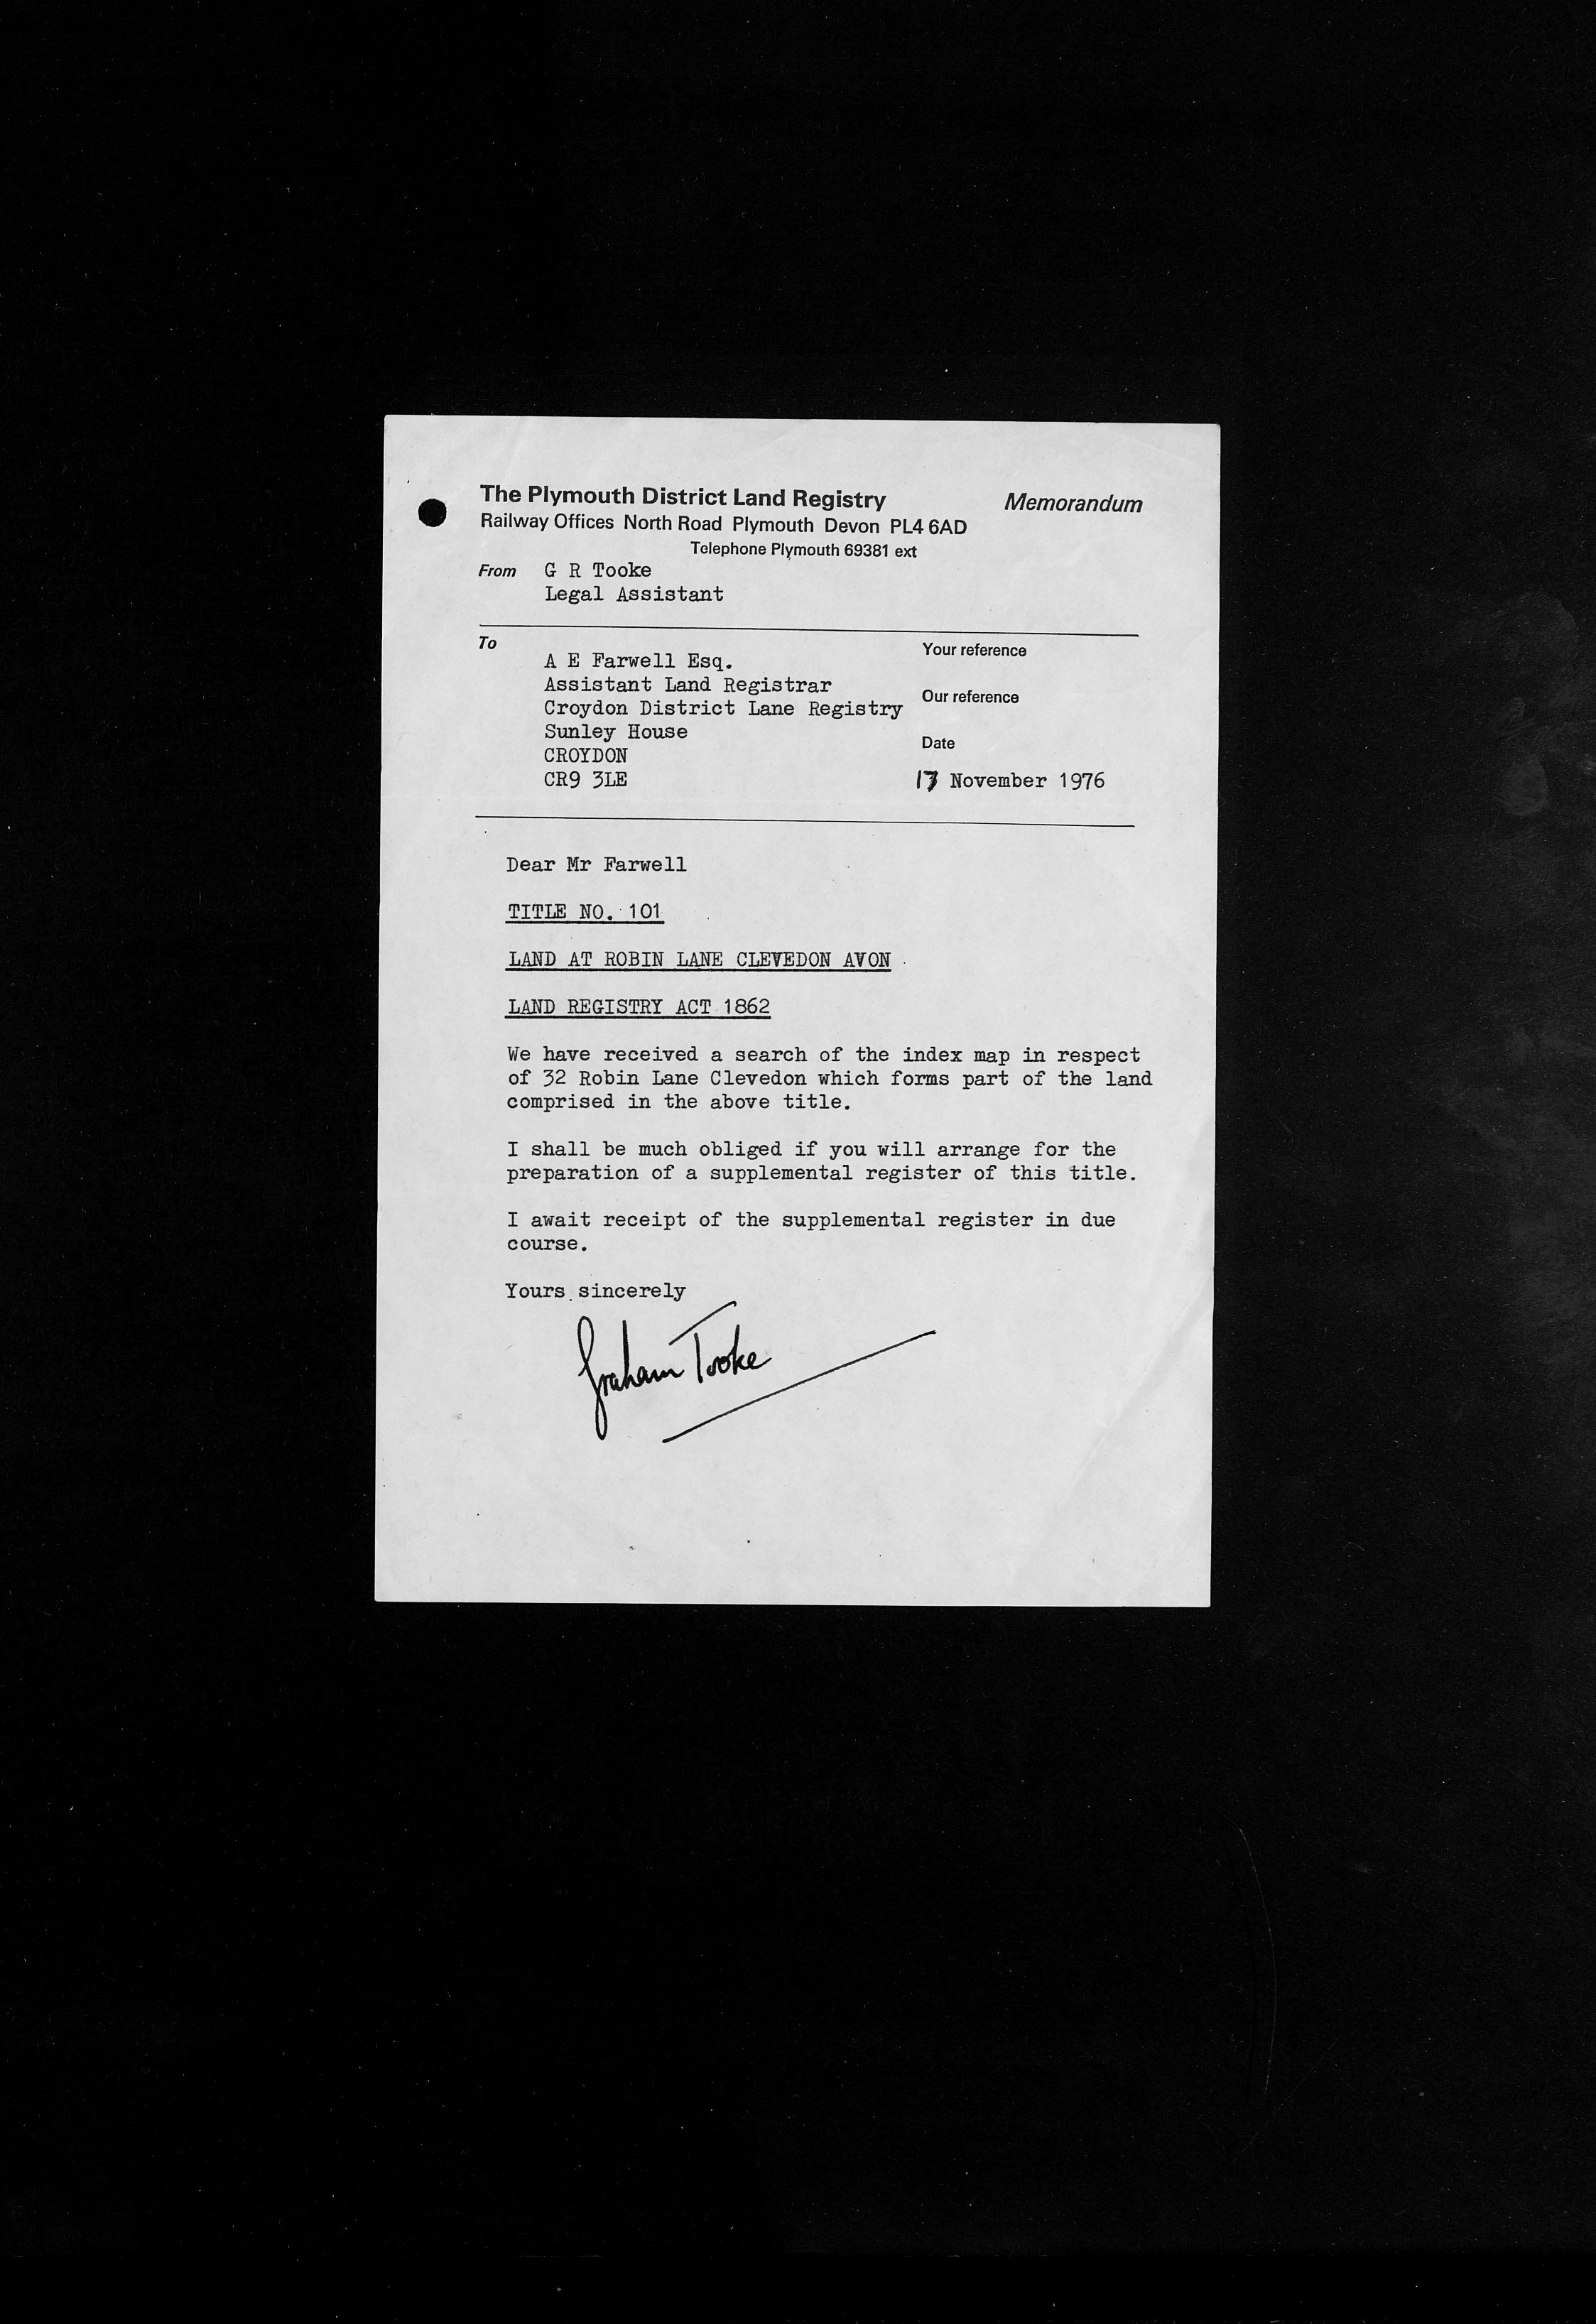 The Plymouth District Land Registry
Memorandum
Railway Offices North Road Plymouth Devon PL4 6AD
Telephone Plymouth 69381 ext
From G R Tooke
Legal Assistant
To
A E Farwell Esq.
Assistant Land Registrar
Croydon District Lane Registry
Sunley House
CROYDON
CR9 3LE
Your reference
Our reference
Date
17 November 1976
Dear Mr Farwell
TITLE NO. 101
LAND AT ROBIN LANE CLEVEDON AVON
LAND REGISTRY ACT 1862
We have received a search of the index map in respect
of 32 Robin Lane Clevedon which forms part of the land
comprised in the above title.
I shall be much obliged if you will arrange for the
preparation of a supplemental register of this title.
I await receipt of the supplemental register in due
course.
Yours sincerely
Graham Tooke